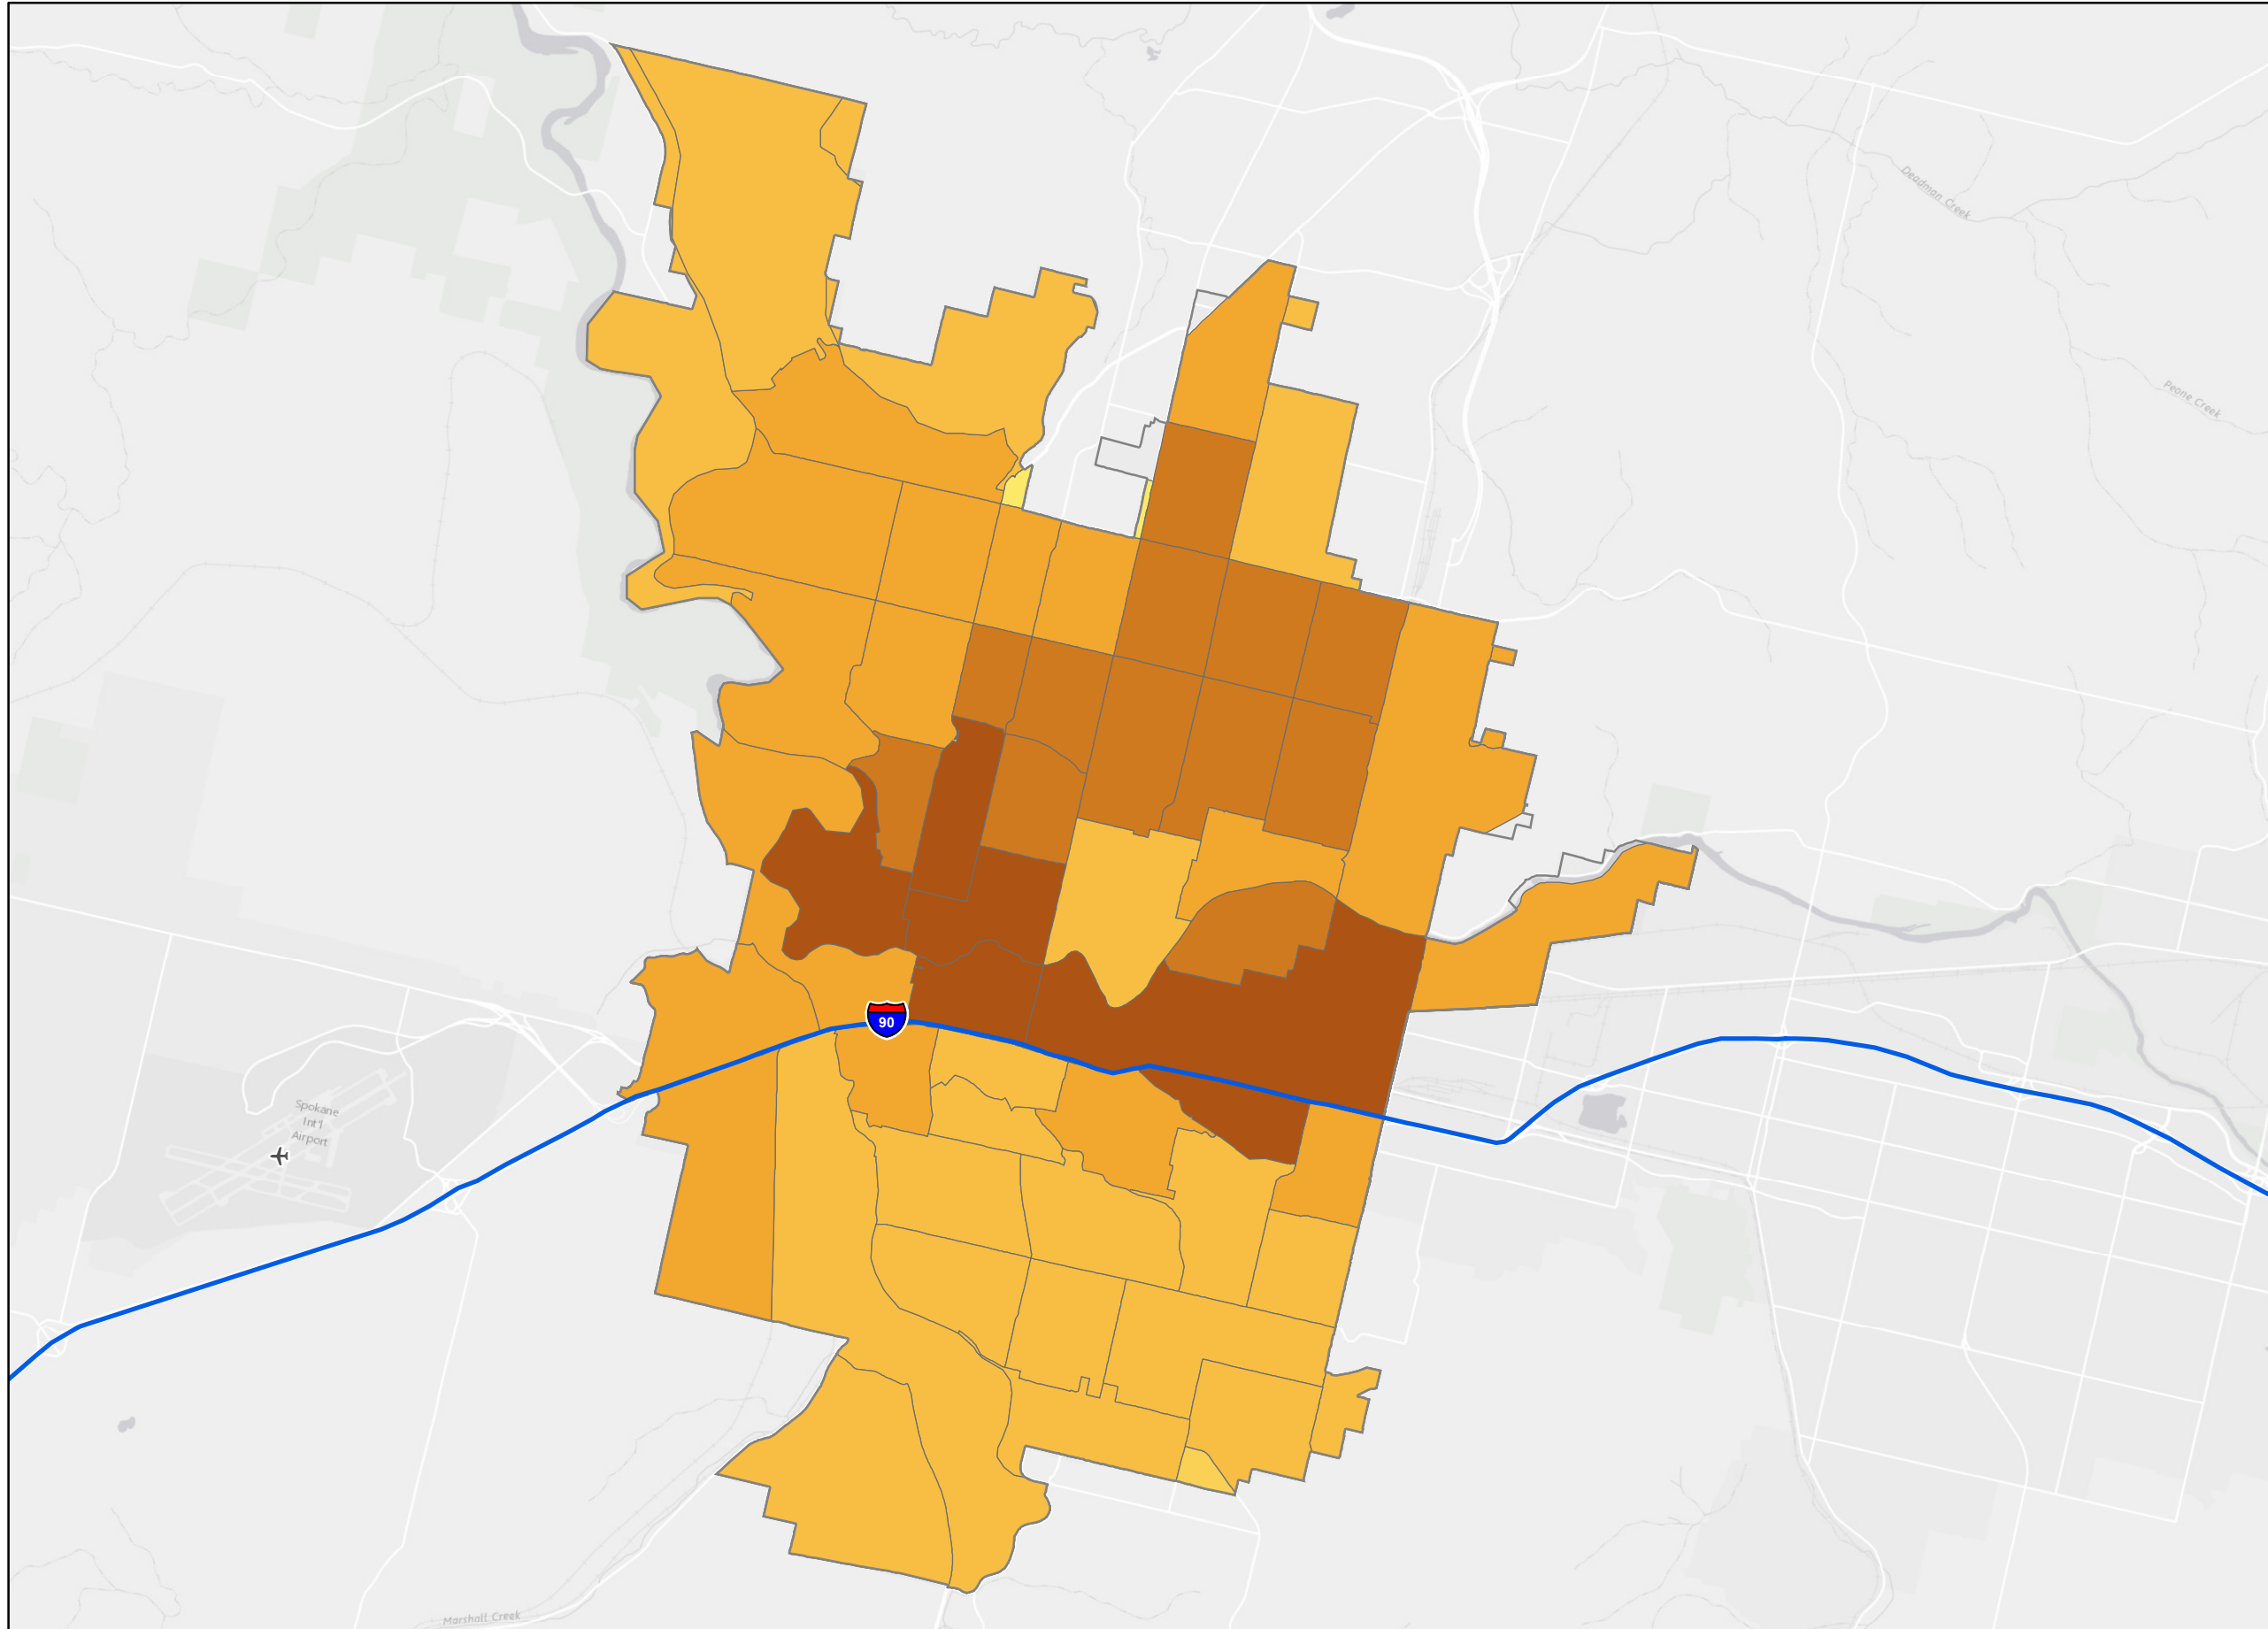 Deadman Creek
Peone Creek
90
Spokane
Int'l
Airport
Marshall Creek